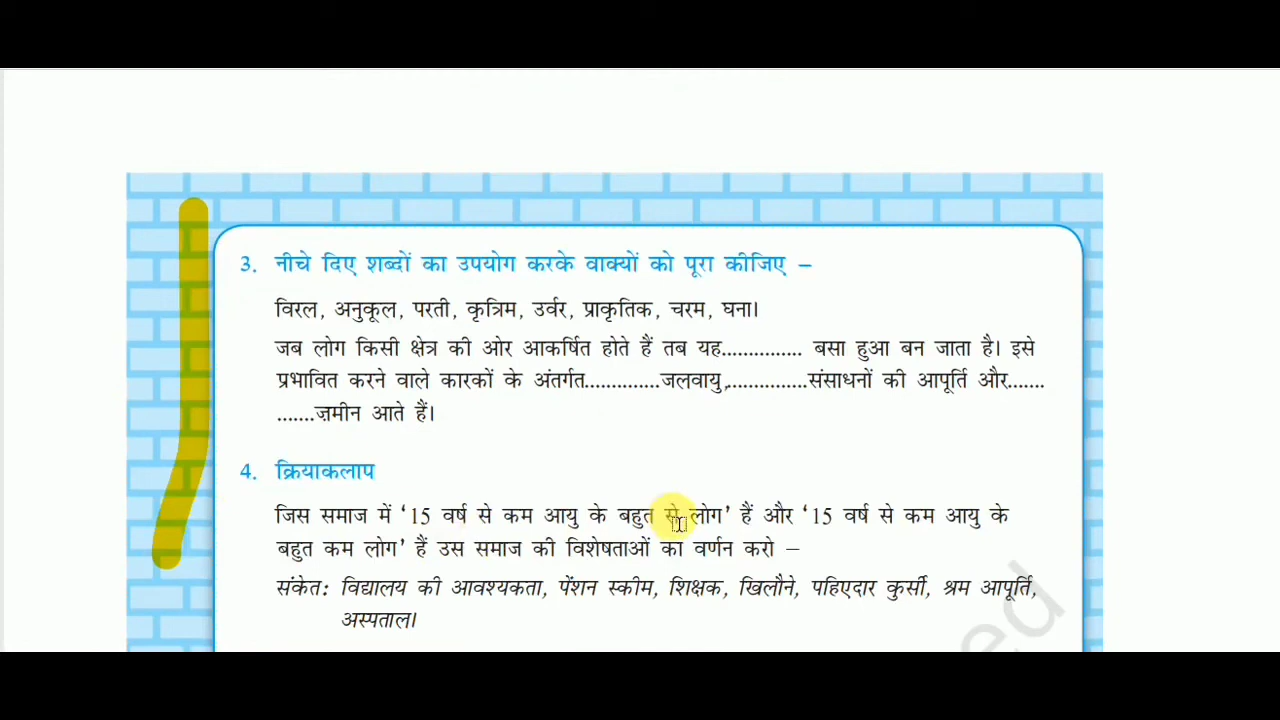 3. नीचे दिए शब्दों का उपयोग करके वाक्यों को पूरा कीजिए –
विरल, अनुकूल, परती, कृत्रिम, उर्वर, प्राकृतिक, चरम, घना।
जब लोग किसी क्षेत्र की ओर आकर्षित होते हैं तब यह............... बसा हुआ बन जाता है। इसे
प्रभावित करने वाले कारकों के अंतर्गत..............जलवायु,...............संसाधनों की आपूर्ति और.......
.......ज़मीन आते हैं।
4. क्रियाकलाप
जिस समाज में ‘15 वर्ष से कम आयु के बहुत से लोग’ हैं और ‘15 वर्ष से कम आयु के
बहुत कम लोग’ हैं उस समाज की विशेषताओं का वर्णन करो –
संकेत: विद्यालय की आवश्यकता, पेंशन स्कीम, शिक्षक, खिलौने, पहिएदार कुर्सी, श्रम आपूर्ति,
अस्पताल।
ed